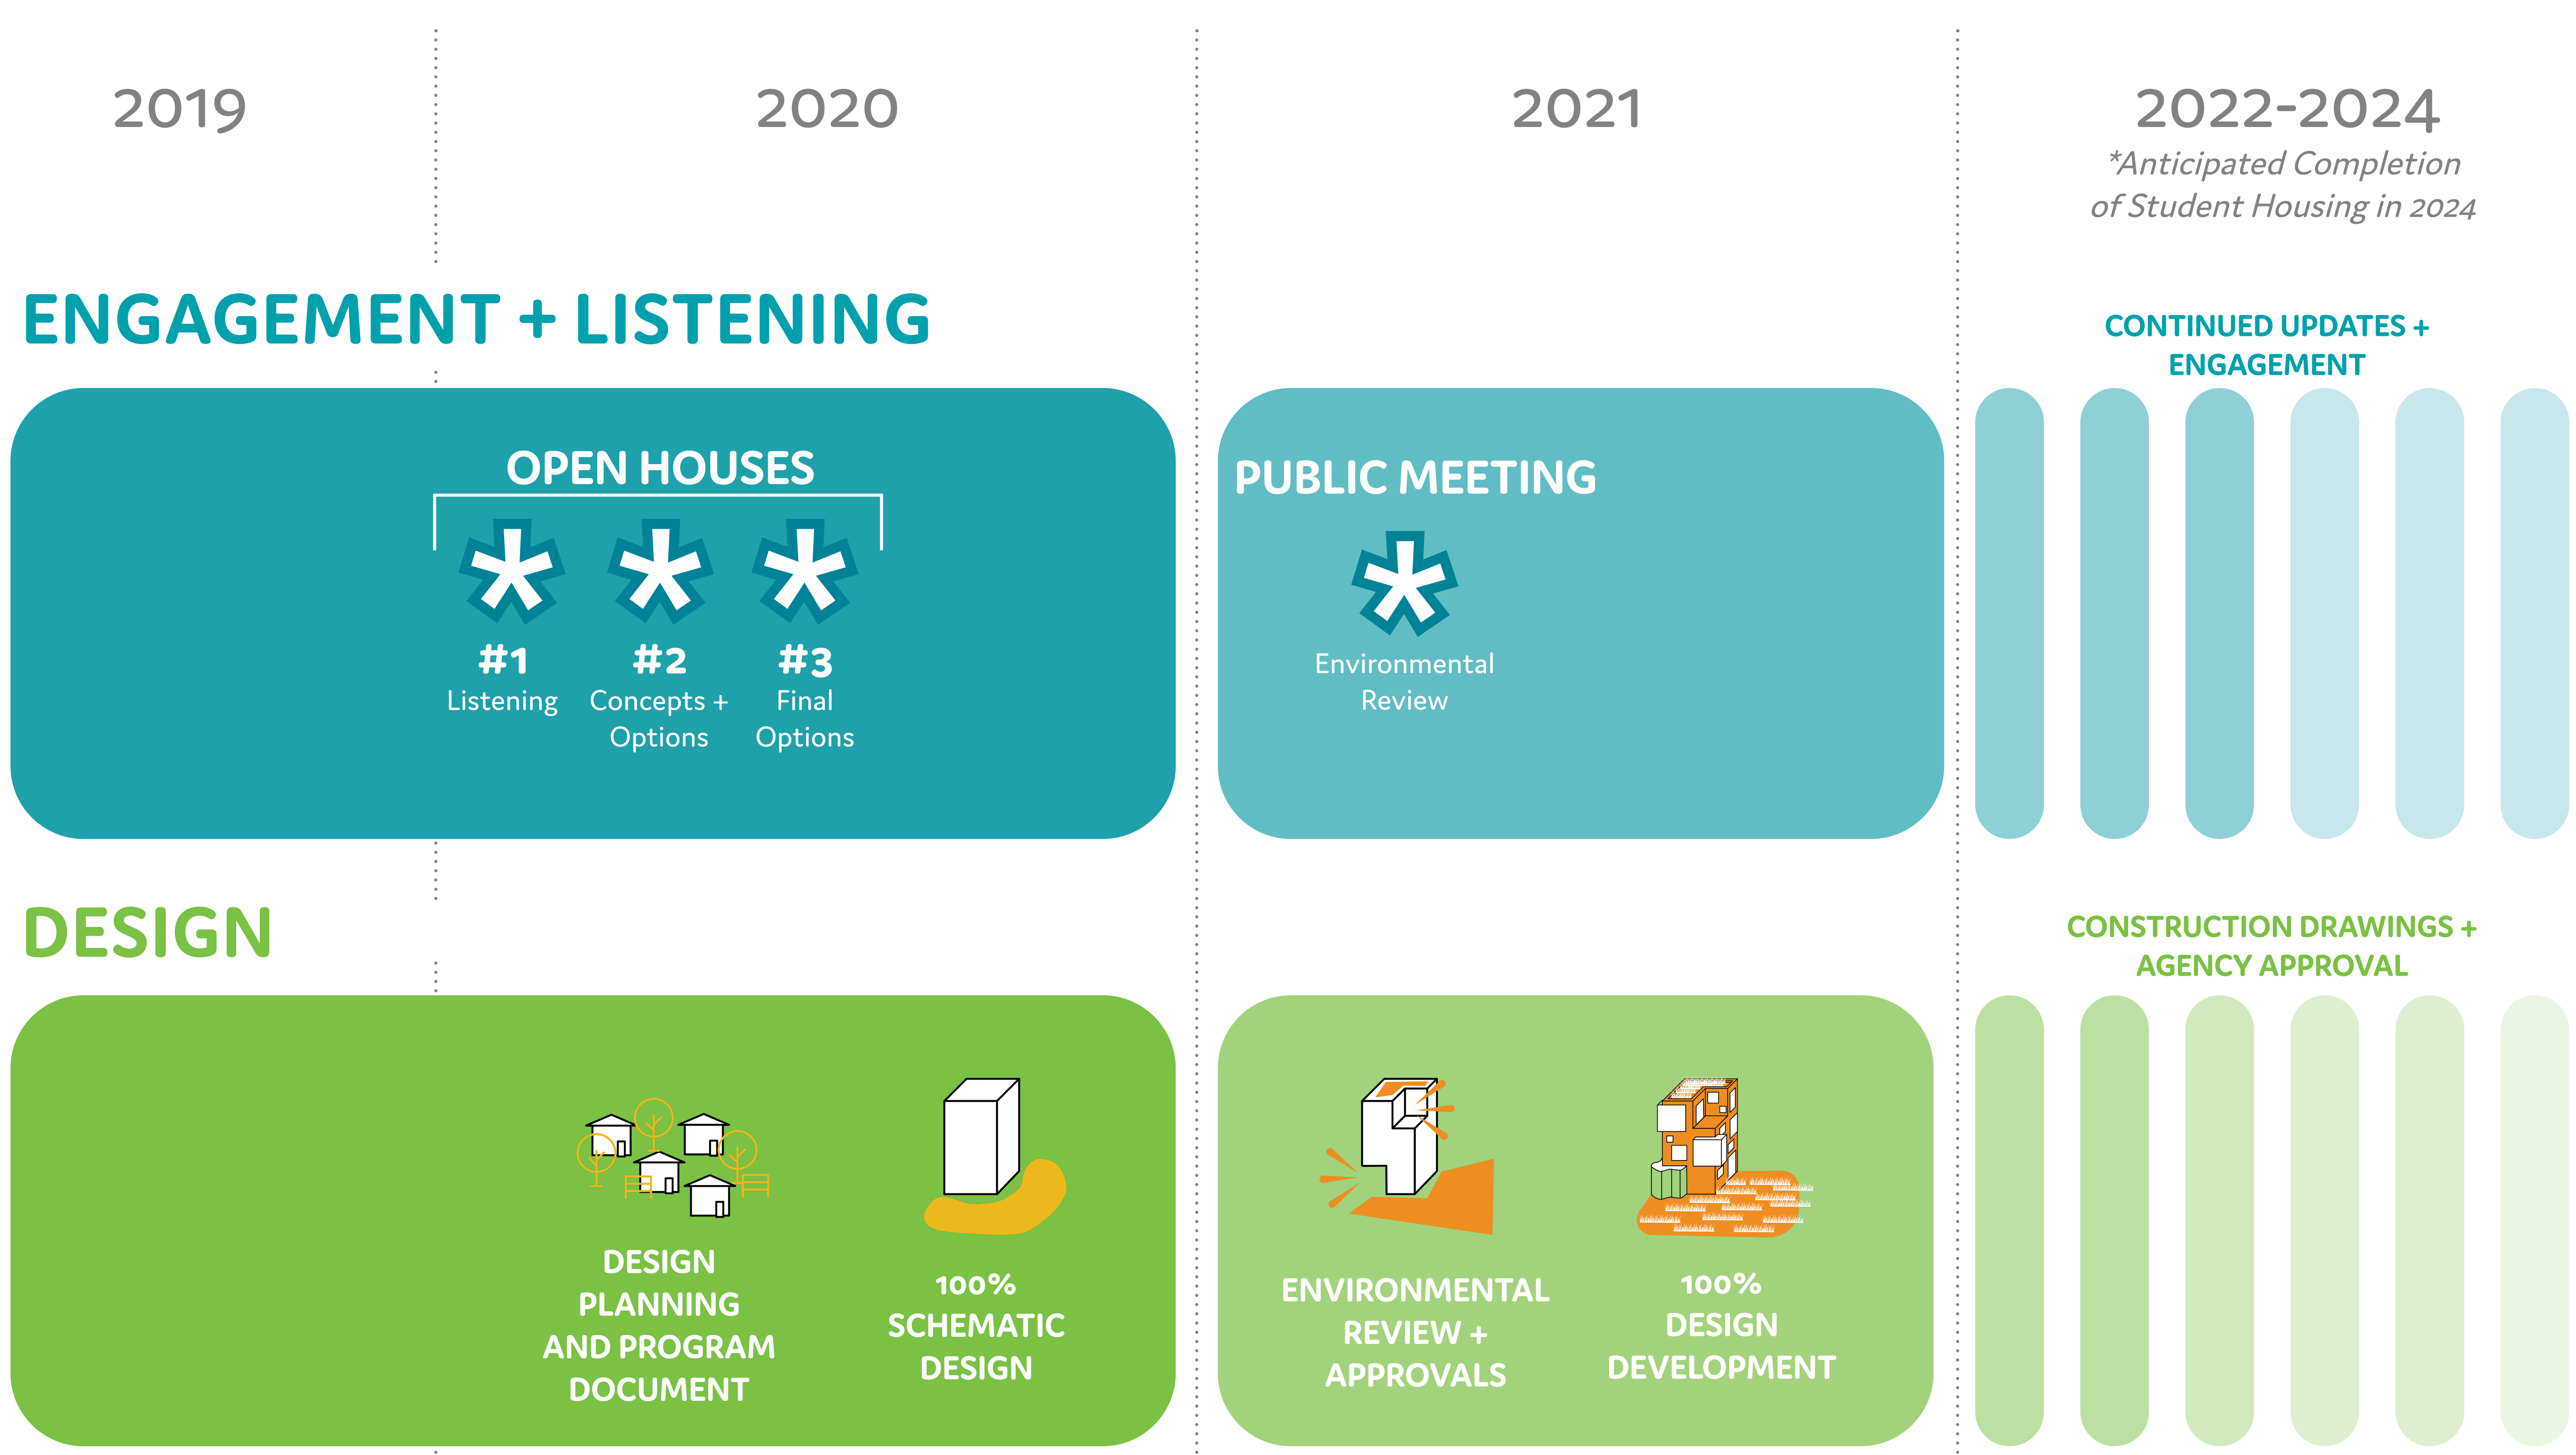 2019
2020
2021
2022-2024
*Anticipated Completion
of Student Housing in 2024
ENGAGEMENT + LISTENING
CONTINUED UPDATES +
ENGAGEMENT
OPEN HOUSES
#1
Listening
#2
Concepts +
Options
#3
Final
Options
PUBLIC MEETING
Environmental
Review
DESIGN
CONSTRUCTION DRAWINGS +
AGENCY APPROVAL
DESIGN
PLANNING
AND PROGRAM
DOCUMENT
100%
SCHEMATIC
DESIGN
ENVIRONMENTAL
REVIEW +
APPROVALS
100%
DESIGN
DEVELOPMENT